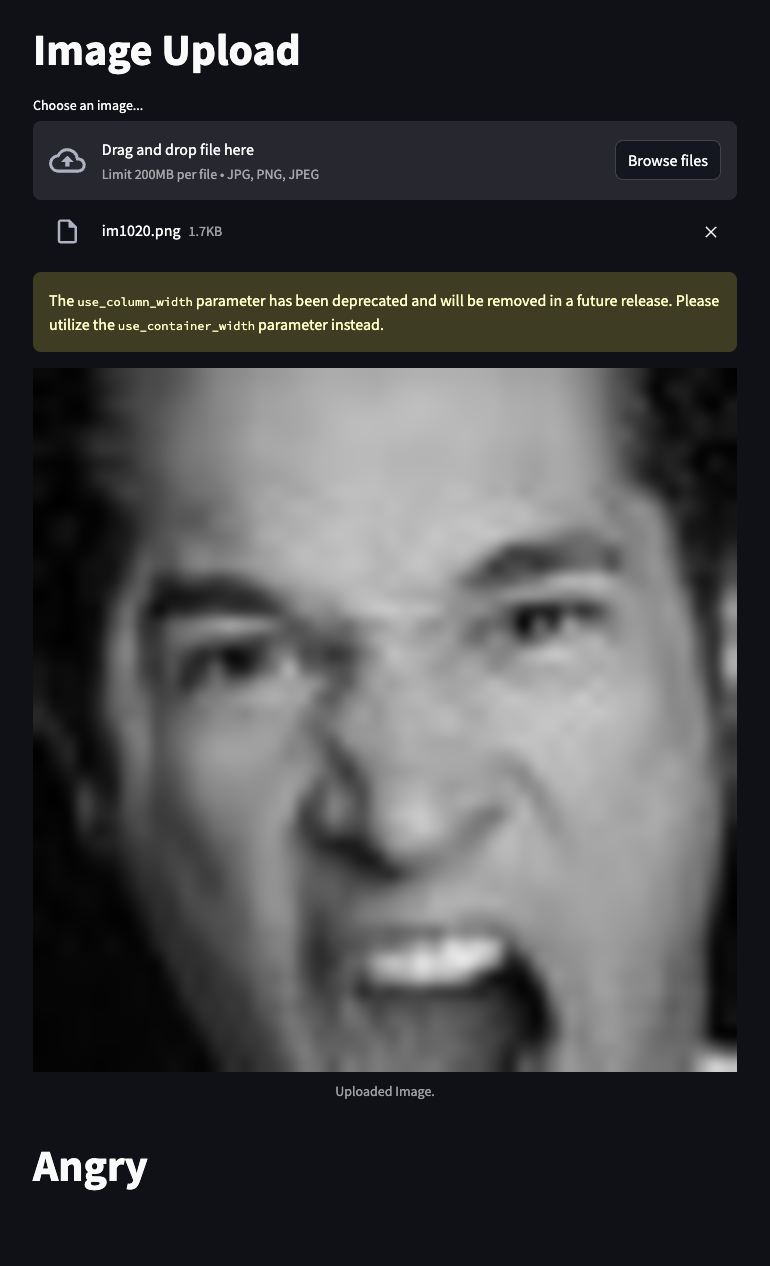 Image Upload
Choose an image...
Drag and drop file here
Limit 200MB per file • JPG, PNG, JPEG
Browse files
im1020.png 1.7KB
The use_column_width parameter has been deprecated and will be removed in a future release. Please
utilize the use_container_width parameter instead.
Uploaded Image.
Angry